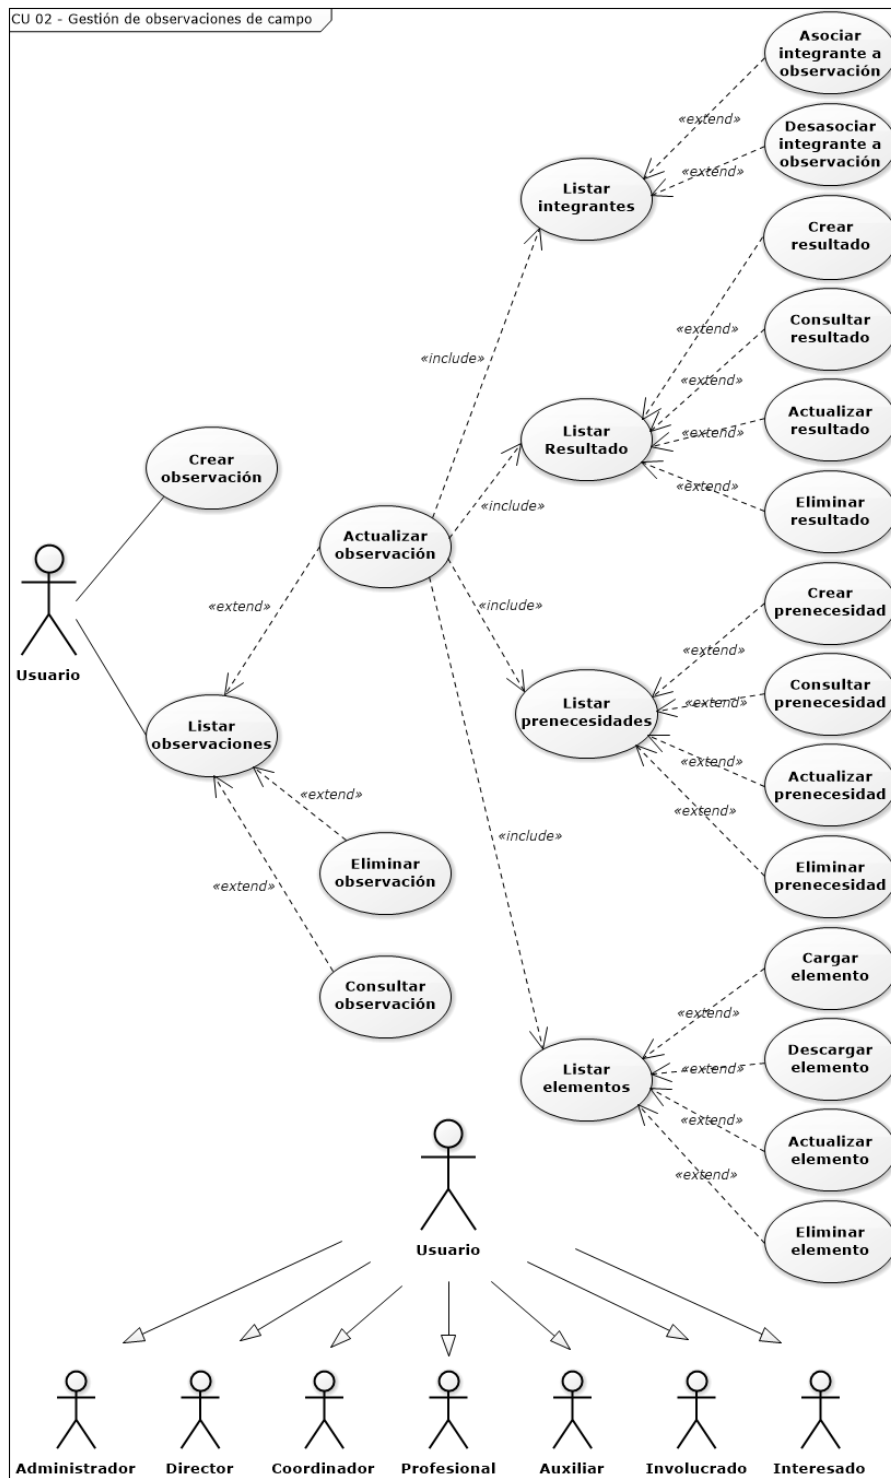 CU 02 - Gestión de observaciones de campo
Asociar
integrante a
observación
«extend»
Desasociar
integrante a
observación
«extend»
Listar
integrantes
Crear
resultado
«extend»
Consultar
resultado
«include»
«extend»
Actualizar
resultado
«extend»
Listar
Resultado
Crear
observación
«extend»
Eliminar
resultado
«include»
Actualizar
observación
Crear
prenecesidad
«extend»
«include»
«extend»
Usuario
Consultar
prenecesidad
«extend»
Listar
prenecesidades
Listar
observaciones
«extend»
Actualizar
prenecesidad
«extend»
«include»
«extend»
Eliminar
prenecesidad
Eliminar
observación
«extend»
Cargar
elemento
Consultar
observación
«extend»
Descargar
elemento
«extend»
Listar
elementos
«extend»
Actualizar
elemento
«extend»
Eliminar
elemento
Usuario
Administrador
Director
Coordinador
Profesional
Auxiliar
Involucrado
Interesado